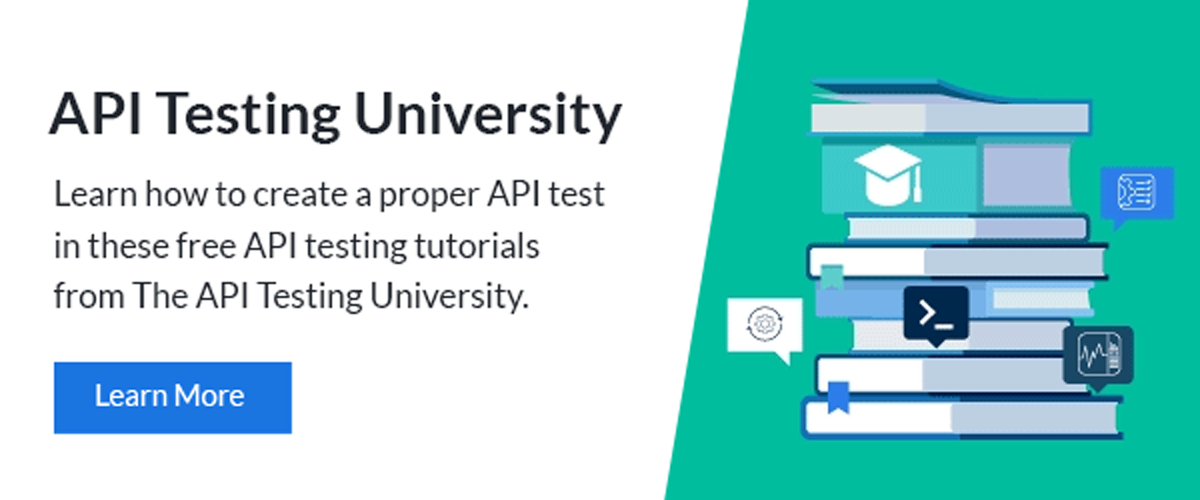 API Testing University
Learn how to create a proper API test
in these free API testing tutorials
from The API Testing University.
Learn More